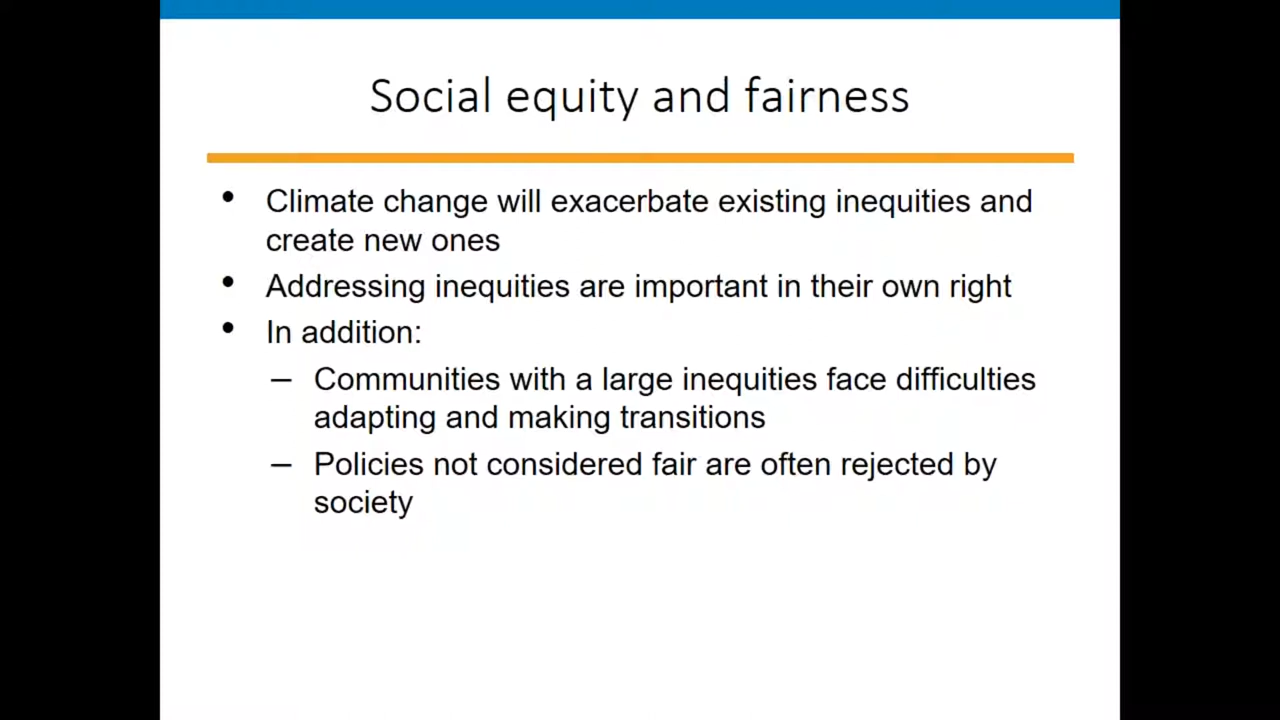 Social equity and fairness
• Climate change will exacerbate existing inequities and
create new ones
• Addressing inequities are important in their own right
• In addition:
– Communities with a large inequities face difficulties
adapting and making transitions
– Policies not considered fair are often rejected by
society